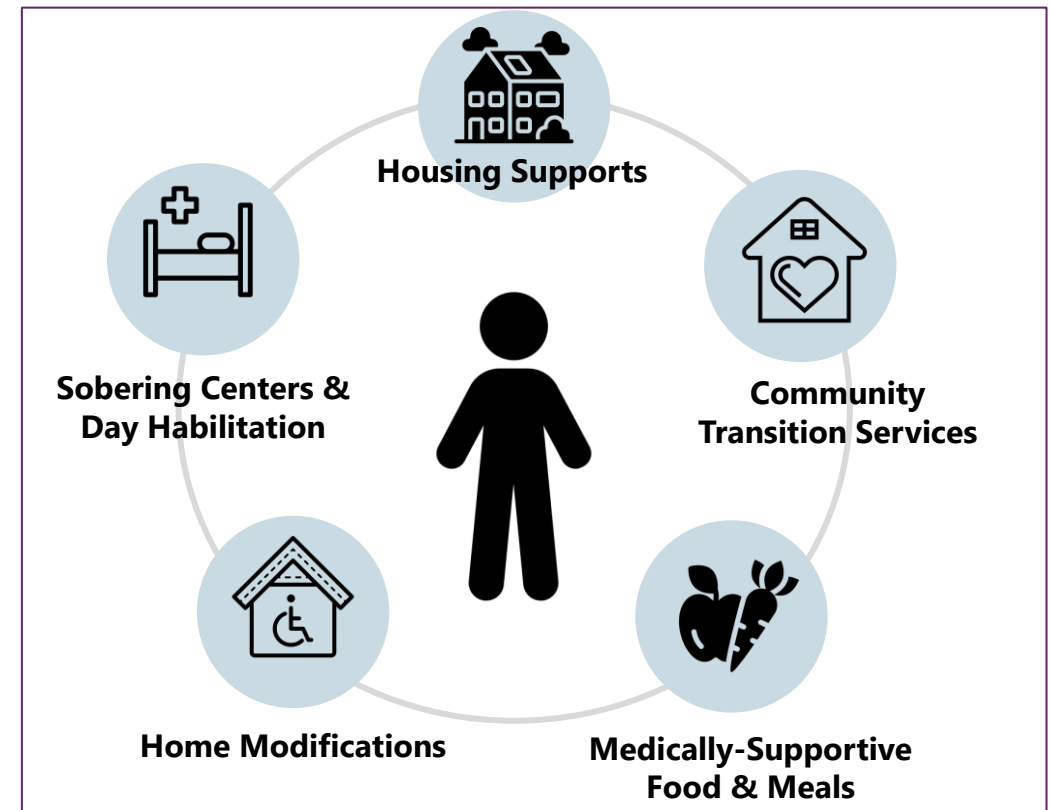 Housing Supports
Sobering Centers &
Day Habilitation
Community
Transition Services
Home Modifications
Medically-Supportive
Food & Meals